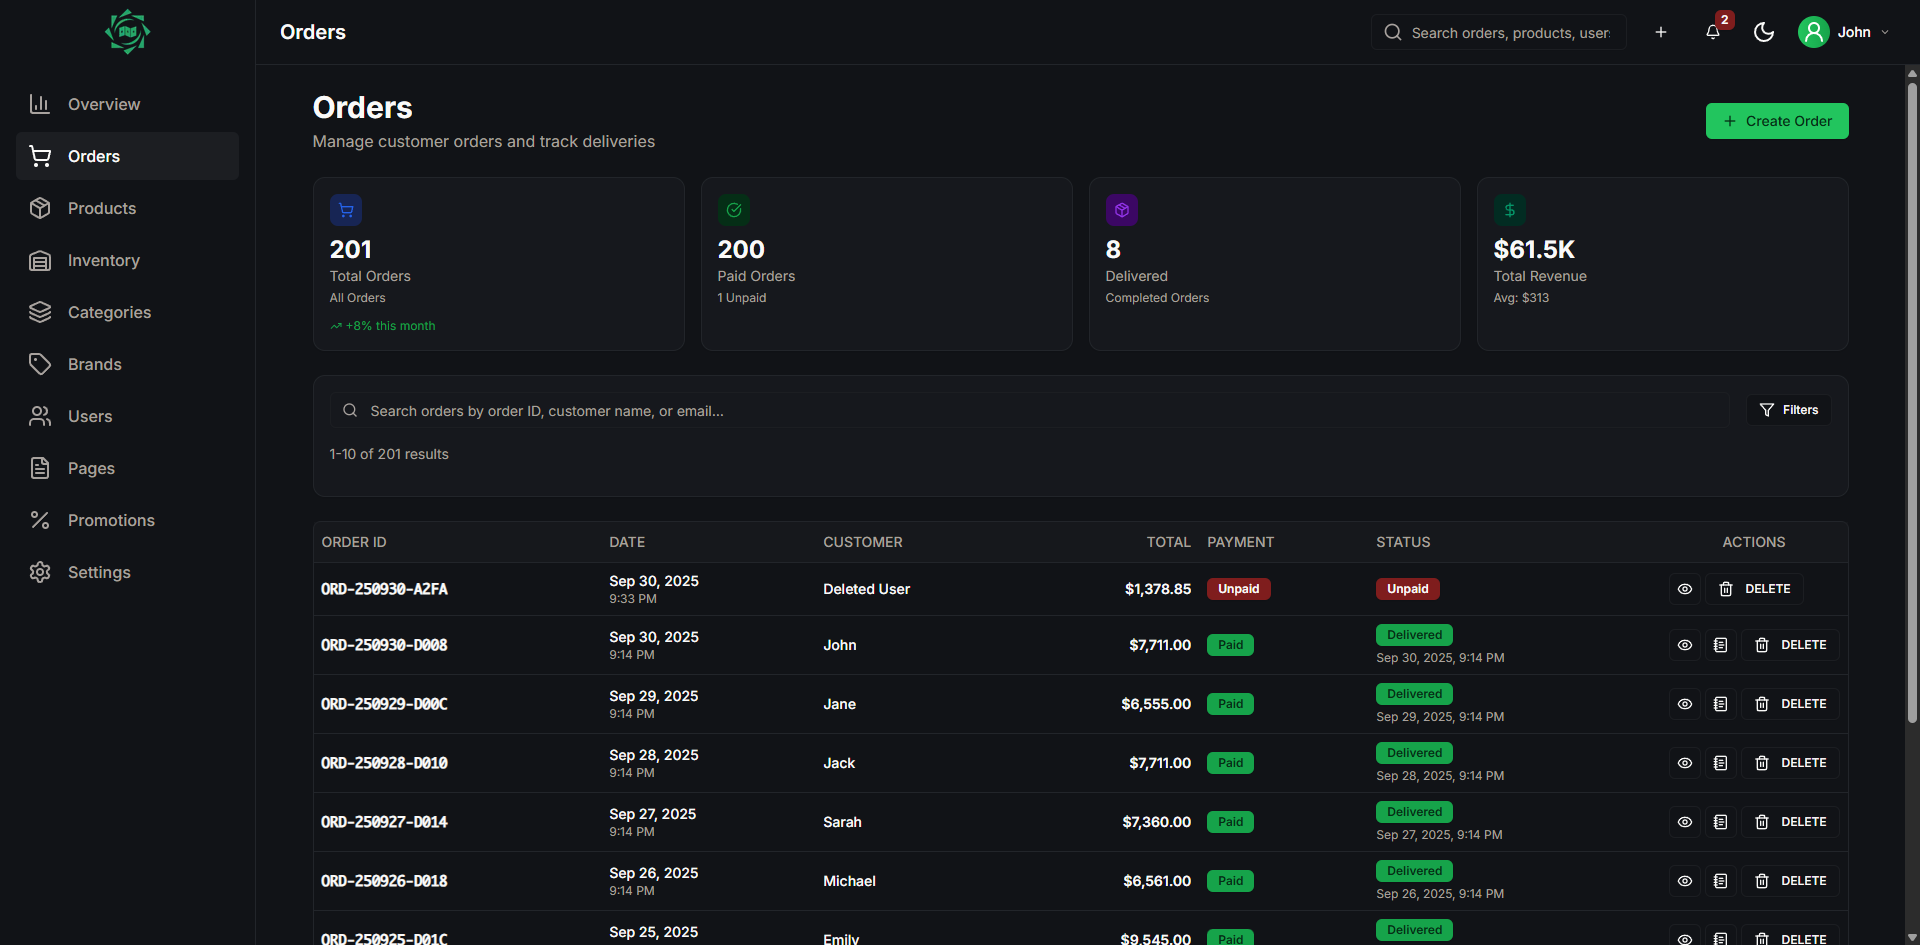 Orders
Search orders, products, user:
2
John
Overview
Orders
Products
Inventory
Categories
Brands
Users
Pages
Promotions
Settings
Orders
Manage customer orders and track deliveries
Create Order
201
Total Orders
All Orders
+8% this month
200
Paid Orders
1 Unpaid
8
Delivered
Completed Orders
$61.5K
Total Revenue
Avg: $313
Search orders by order ID, customer name, or email...
Filters
1-10 of 201 results
ORDER ID DATE CUSTOMER TOTAL PAYMENT STATUS ACTIONS
ORD-250930-A2FA Sep 30, 2025 9:33 PM Deleted User $1,378.85 Unpaid Unpaid DELETE
ORD-250930-D008 Sep 30, 2025 9:14 PM John $7,711.00 Paid Delivered Sep 30, 2025, 9:14 PM DELETE
ORD-250929-D00C Sep 29, 2025 9:14 PM Jane $6,555.00 Paid Delivered Sep 29, 2025, 9:14 PM DELETE
ORD-250928-D010 Sep 28, 2025 9:14 PM Jack $7,711.00 Paid Delivered Sep 28, 2025, 9:14 PM DELETE
ORD-250927-D014 Sep 27, 2025 9:14 PM Sarah $7,360.00 Paid Delivered Sep 27, 2025, 9:14 PM DELETE
ORD-250926-D018 Sep 26, 2025 9:14 PM Michael $6,561.00 Paid Delivered Sep 26, 2025, 9:14 PM DELETE
ORD-250925-D01C Sep 25, 2025 Emily $9,545.00 Paid Delivered DELETE